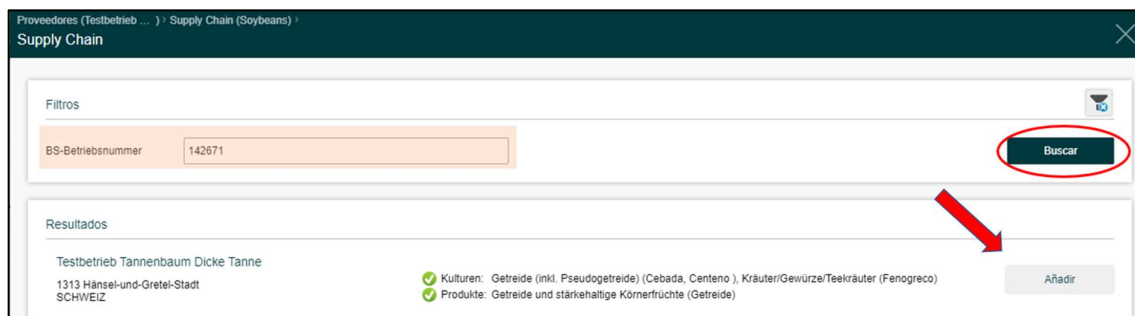 Proveedores (Testbetrieb ... ) › Supply Chain (Soybeans) ›
Supply Chain
Filtros
BS-Betriebsnummer 142671 Buscar
Resultados
Testbetrieb Tannenbaum Dicke Tanne
1313 Hänsel-und-Gretel-Stadt
SCHWEIZ
Kulturen: Getreide (inkl. Pseudogetreide) (Cebada, Centeno ), Kräuter/Gewürze/Teekräuter (Fenogreco)
Produkte: Getreide und stärkehaltige Körnerfrüchte (Getreide)
Añadir